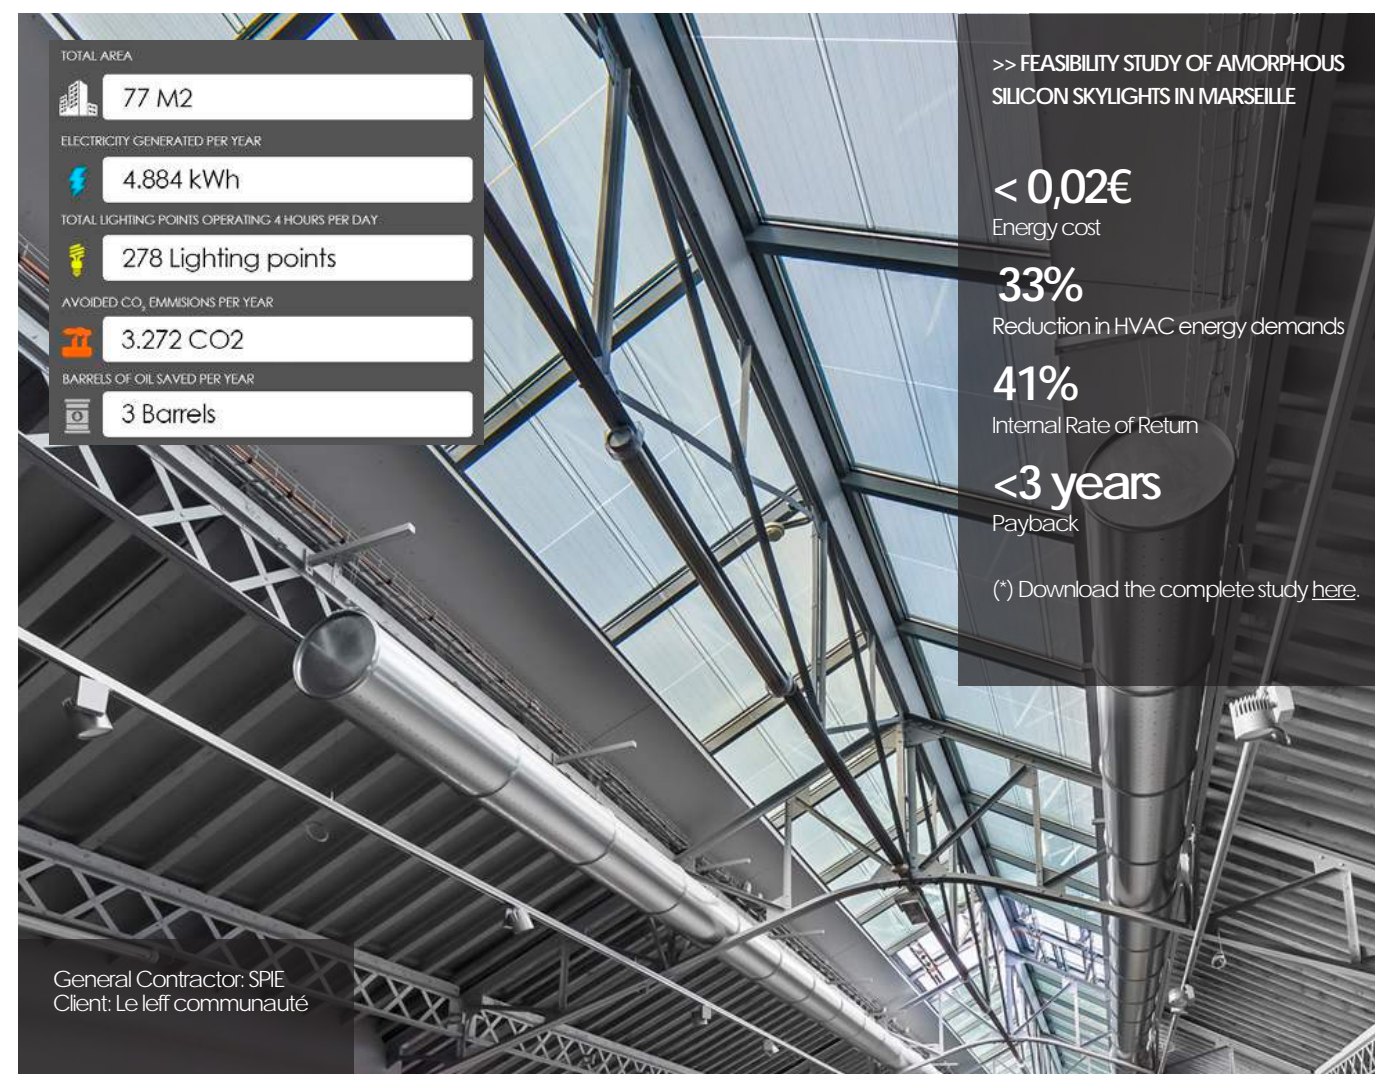 TOTAL AREA
77 M2
ELECTRICITY GENERATED PER YEAR
4.884 kWh
TOTAL LIGHTING POINTS OPERATING 4 HOURS PER DAY
278 Lighting points
AVOIDED CO₂ EMMISIONS PER YEAR
3.272 CO2
BARRELS OF OIL SAVED PER YEAR
3 Barrels
>> FEASIBILITY STUDY OF AMORPHOUS
SILICON SKYLIGHTS IN MARSEILLE
< 0,02€
Energy cost
33%
Reduction in HVAC energy demands
41%
Internal Rate of Return
<3 years
Payback
(*) Download the complete study here.
General Contractor: SPIE
Client: Le leff communauté